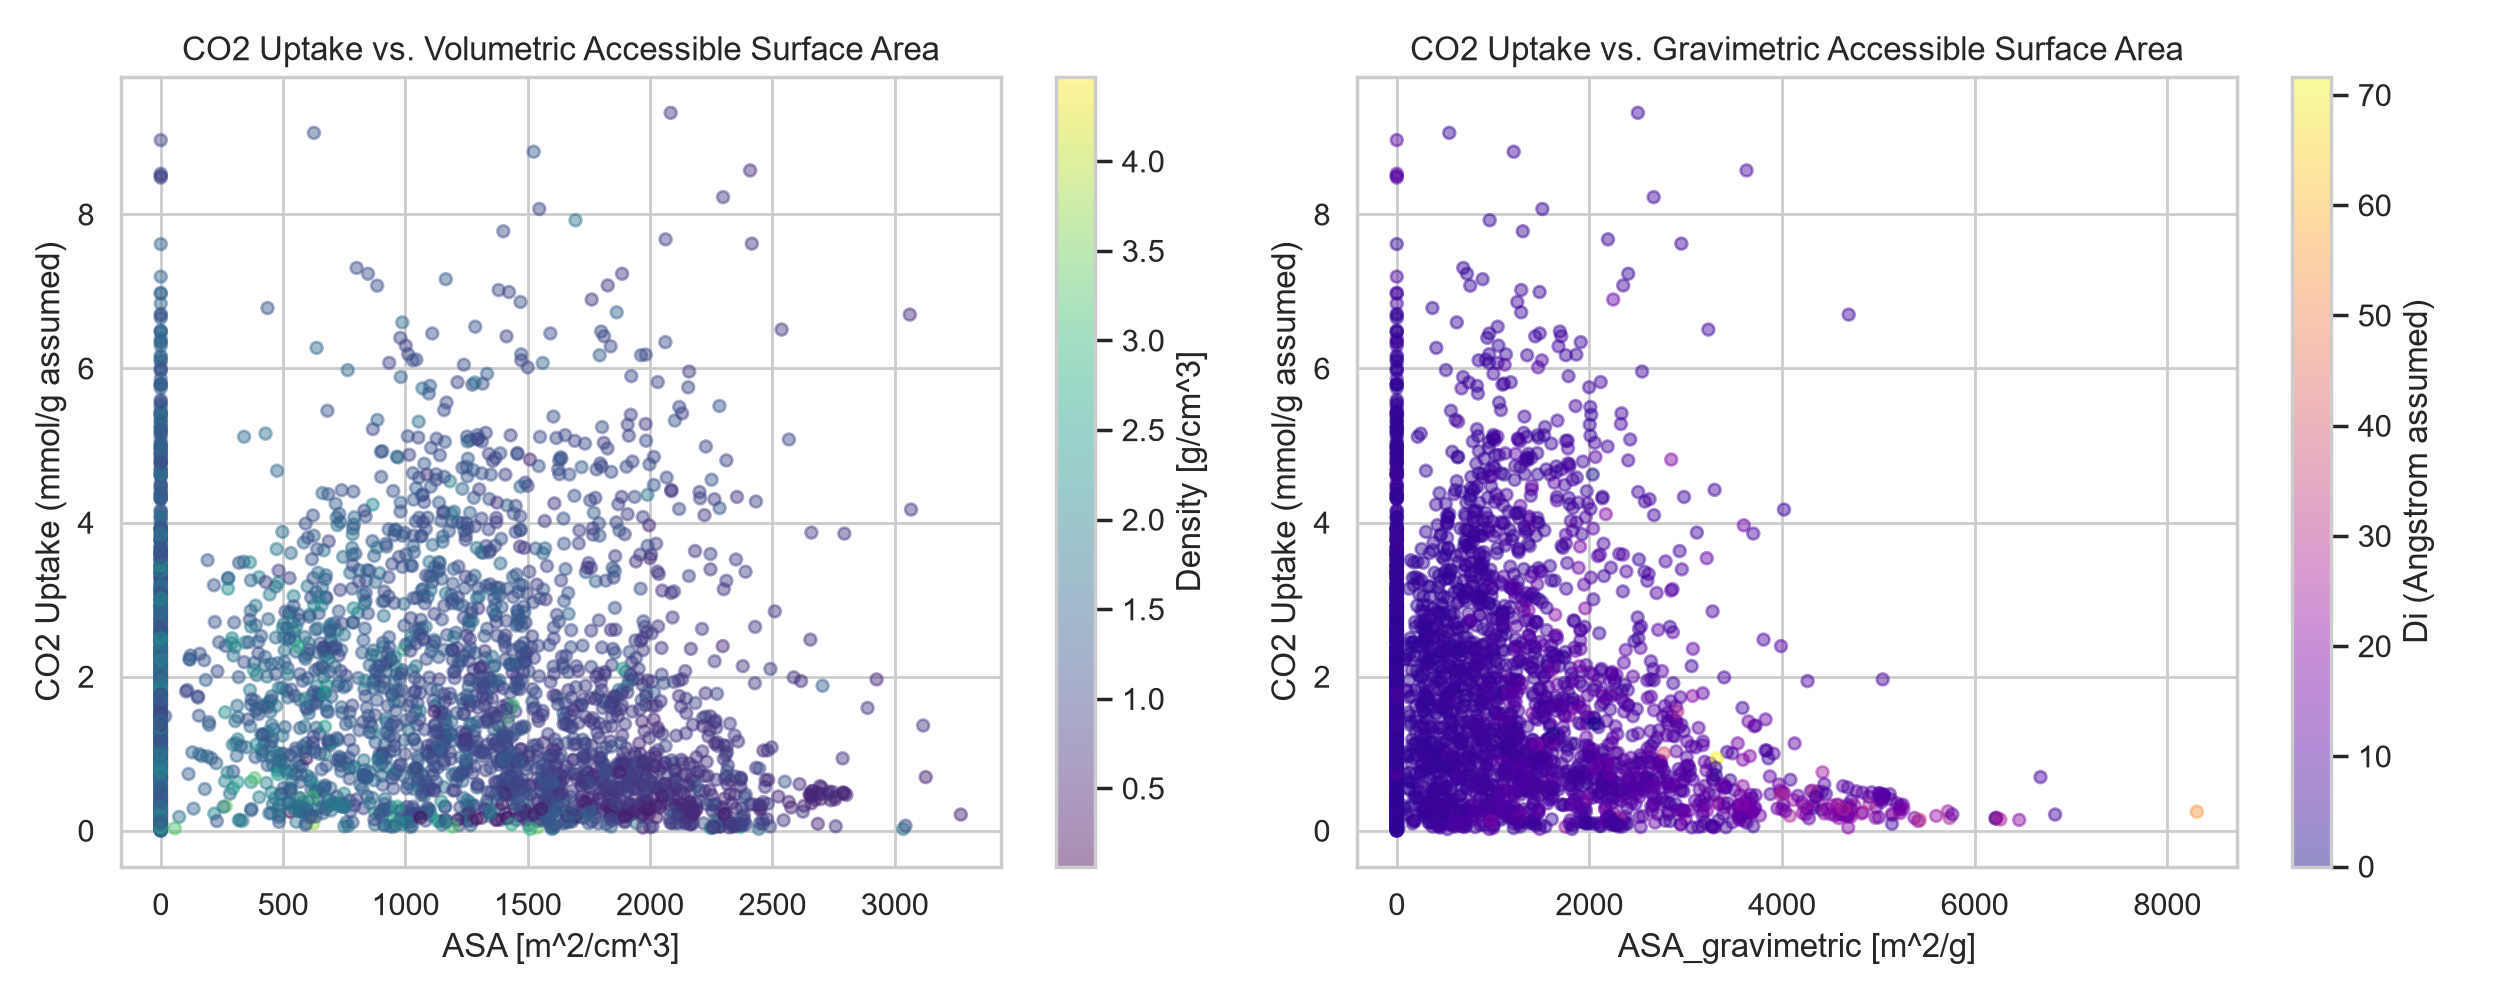 CO2 Uptake vs. Volumetric Accessible Surface Area
CO2 Uptake (mmol/g assumed)
8
6
4
2
0
0 500 1000 1500 2000 2500 3000
ASA [m^2/cm^3]
4.0
3.5
3.0
2.5
2.0
1.5
1.0
0.5
Density [g/cm^3]
CO2 Uptake vs. Gravimetric Accessible Surface Area
CO2 Uptake (mmol/g assumed)
8
6
4
2
0
0 2000 4000 6000 8000
ASA_gravimetric [m^2/g]
70
60
50
40
30
20
10
0
Di (Angstrom assumed)